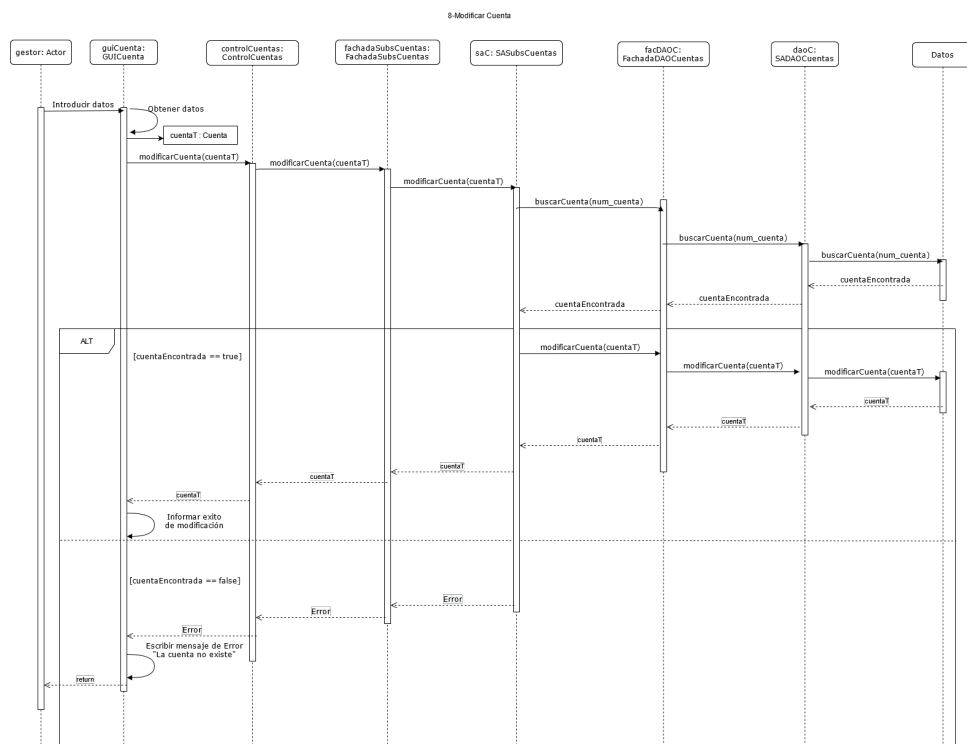 8-Modificar Cuenta
gestor: Actor
guiCuenta:
GUICuenta
controlCuentas:
ControlCuentas
fachadaSubsCuentas:
FachadaSubsCuentas
saC: SASubsCuentas
facDAOC:
FachadaDAOCuentas
daoC:
SADAOCuentas
Datos
Introducir datos
Obtener datos
cuentaT : Cuenta
modificarCuenta(cuentaT)
modificarCuenta(cuentaT)
modificarCuenta(cuentaT)
buscarCuenta(num_cuenta)
buscarCuenta(num_cuenta)
buscarCuenta(num_cuenta)
cuentaEncontrada
cuentaEncontrada
cuentaEncontrada
ALT
[cuentaEncontrada == true]
modificarCuenta(cuentaT)
modificarCuenta(cuentaT)
modificarCuenta(cuentaT)
cuentaT
cuentaT
cuentaT
cuentaT
cuentaT
cuentaT
Informar exito
de modificación
[cuentaEncontrada == false]
Error
Error
Error
Escribir mensaje de Error
"La cuenta no existe"
return